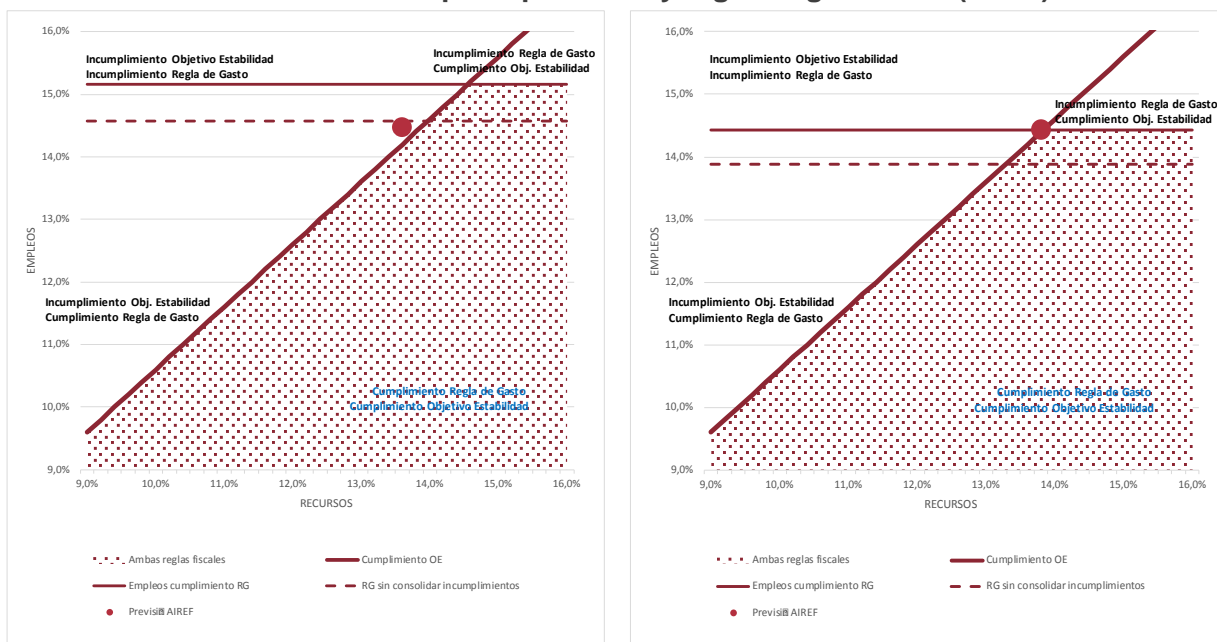 16,0%
15,0%
14,0%
13,0%
12,0%
11,0%
10,0%
9,0%
EMPLEOS
Incumplimiento Objetivo Estabilidad
Incumplimiento Regla de Gasto
Incumplimiento Regla de Gasto
Cumplimiento Obj. Estabilidad
Incumplimiento Obj. Estabilidad
Cumplimiento Regla de Gasto
Cumplimiento Regla de Gasto
Cumplimiento Objetivo Estabilidad
9,0% 10,0% 11,0% 12,0% 13,0% 14,0% 15,0% 16,0%
RECURSOS
Ambas reglas fiscales
Cumplimiento OE
Empleos cumplimiento RG
RG sin consolidar incumplimientos
AIREF
16,0%
15,0%
14,0%
13,0%
12,0%
11,0%
10,0%
9,0%
EMPLEOS
Incumplimiento Objetivo Estabilidad
Incumplimiento Regla de Gasto
Incumplimiento Regla de Gasto
Cumplimiento Obj. Estabilidad
Incumplimiento Obj. Estabilidad
Cumplimiento Regla de Gasto
Cumplimiento Regla de Gasto
Cumplimiento Objetivo Estabilidad
9,0% 10,0% 11,0% 12,0% 13,0% 14,0% 15,0% 16,0%
RECURSOS
Ambas reglas fiscales
Cumplimiento OE
Empleos cumplimiento RG
RG sin consolidar incumplimientos
AIREF